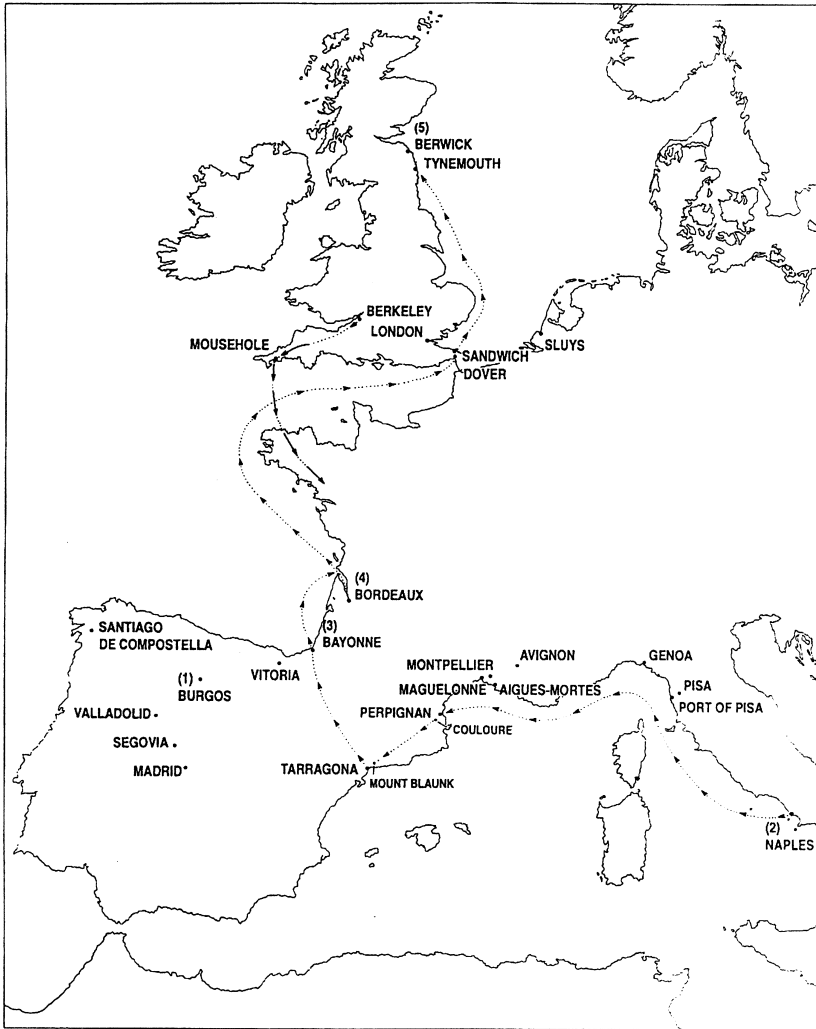 (5)
BERWICK
TYNEMOUTH
BERKELEY
LONDON
MOUSEHOLE
SLUYS
SANDWICH
DOVER
(4)
BORDEAUX
(3)
BAYONNE
SANTIAGO
DE COMPOSTELLA
VITORIA
(1)
BURGOS
VALLADOLID
SEGOVIA
MADRID
MONTPELLIER
AVIGNON
GENOA
MAGUELONNE
AIGUES-MORTES
PISA
PORT OF PISA
PERPIGNAN
COULOURE
TARRAGONA
MOUNT BLAUNK
(2)
NAPLES